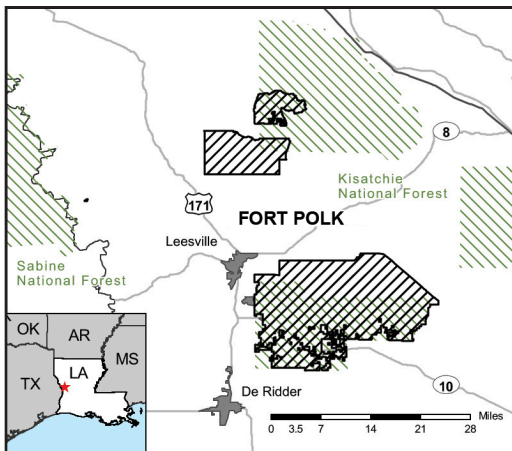 8
Kisatchie
National Forest
171
FORT POLK
Leesville
Sabine
National Forest
OK
AR
MS
TX
LA
De Ridder
10
Miles
0 3.5 7 14 21 28